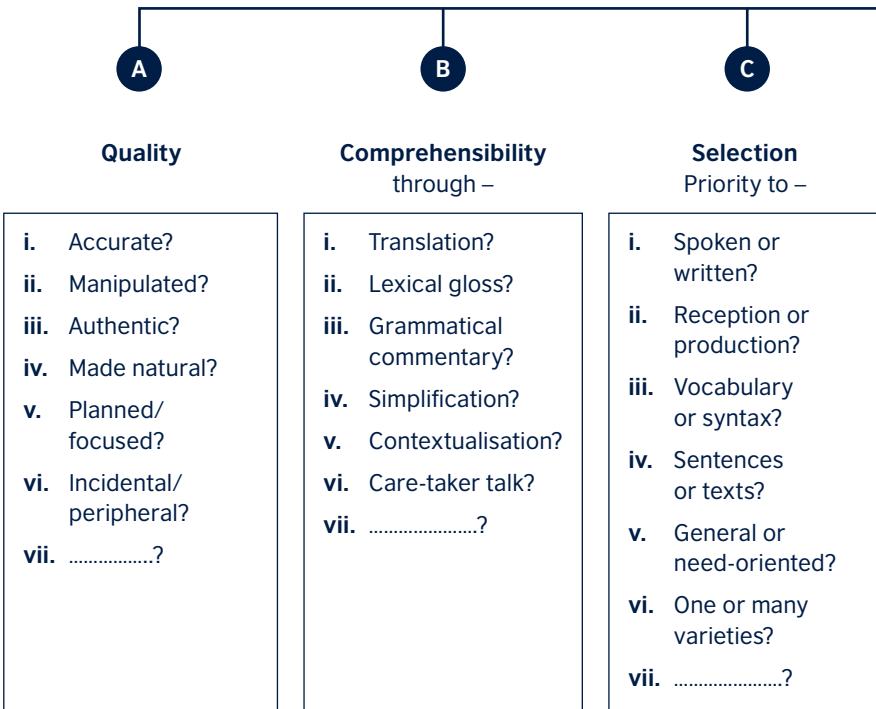 A
Quality
i. Accurate?
ii. Manipulated?
iii. Authentic?
iv. Made natural?
v. Planned/
focused?
vi. Incidental/
peripheral?
vii. ..................?
B
Comprehensibility
through –
i. Translation?
ii. Lexical gloss?
iii. Grammatical
commentary?
iv. Simplification?
v. Contextualisation?
vi. Care-taker talk?
vii. ......................?
C
Selection
Priority to –
i. Spoken or
written?
ii. Reception or
production?
iii. Vocabulary
or syntax?
iv. Sentences
or texts?
v. General or
need-oriented?
vi. One or many
varieties?
vii. ......................?